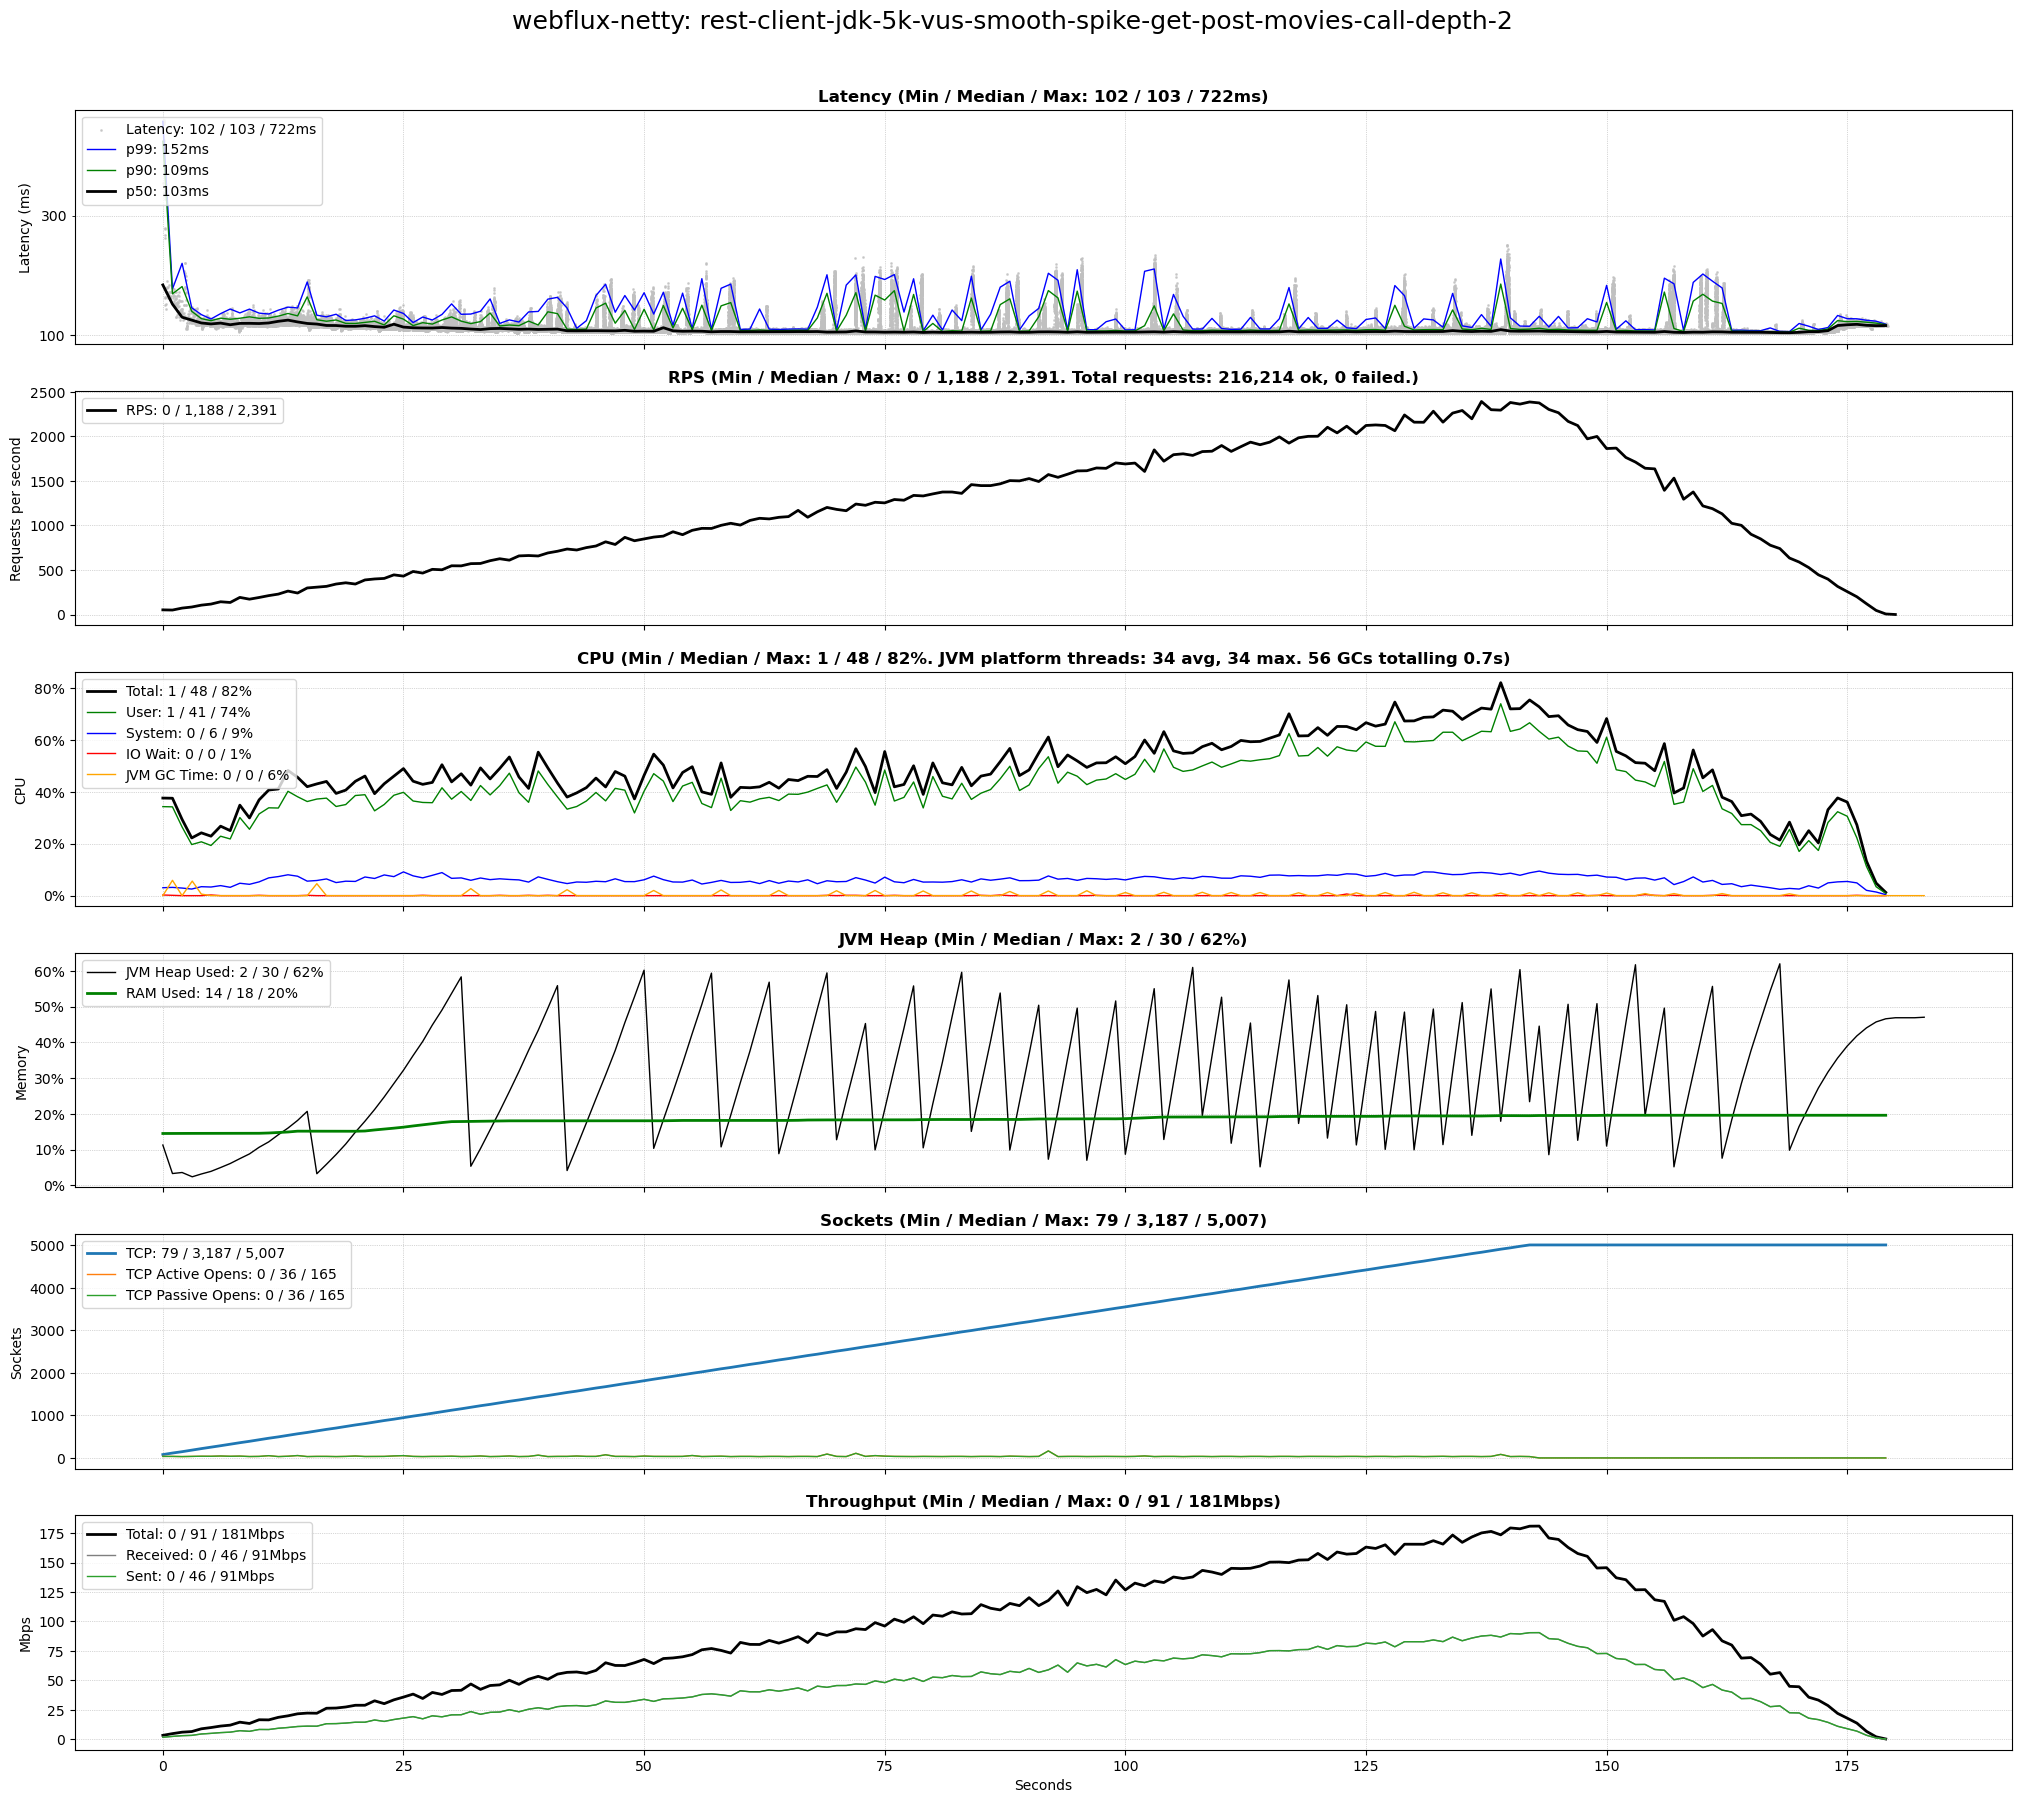 webflux-netty: rest-client-jdk-5k-vus-smooth-spike-get-post-movies-call-depth-2
Latency (Min / Median / Max: 102 / 103 / 722ms)
Latency: 102 / 103 / 722ms
p99: 152ms
p90: 109ms
p50: 103ms
Latency (ms)
300
100
RPS (Min / Median / Max: 0 / 1,188 / 2,391. Total requests: 216,214 ok, 0 failed.)
RPS: 0 / 1,188 / 2,391
Requests per second
2500
2000
1500
1000
500
0
CPU (Min / Median / Max: 1 / 48 / 82%. JVM platform threads: 34 avg, 34 max. 56 GCs totalling 0.7s)
Total: 1 / 48 / 82%
User: 1 / 41 / 74%
System: 0 / 6 / 9%
IO Wait: 0 / 0 / 1%
JVM GC Time: 0 / 0 / 6%
CPU
80%
60%
40%
20%
0%
JVM Heap (Min / Median / Max: 2 / 30 / 62%)
JVM Heap Used: 2 / 30 / 62%
RAM Used: 14 / 18 / 20%
Memory
60%
50%
40%
30%
20%
10%
0%
Sockets (Min / Median / Max: 79 / 3,187 / 5,007)
TCP: 79 / 3,187 / 5,007
TCP Active Opens: 0 / 36 / 165
TCP Passive Opens: 0 / 36 / 165
Sockets
5000
4000
3000
2000
1000
0
Throughput (Min / Median / Max: 0 / 91 / 181Mbps)
Total: 0 / 91 / 181Mbps
Received: 0 / 46 / 91Mbps
Sent: 0 / 46 / 91Mbps
Mbps
175
150
125
100
75
50
25
0
0 25 50 75 100 125 150 175
Seconds